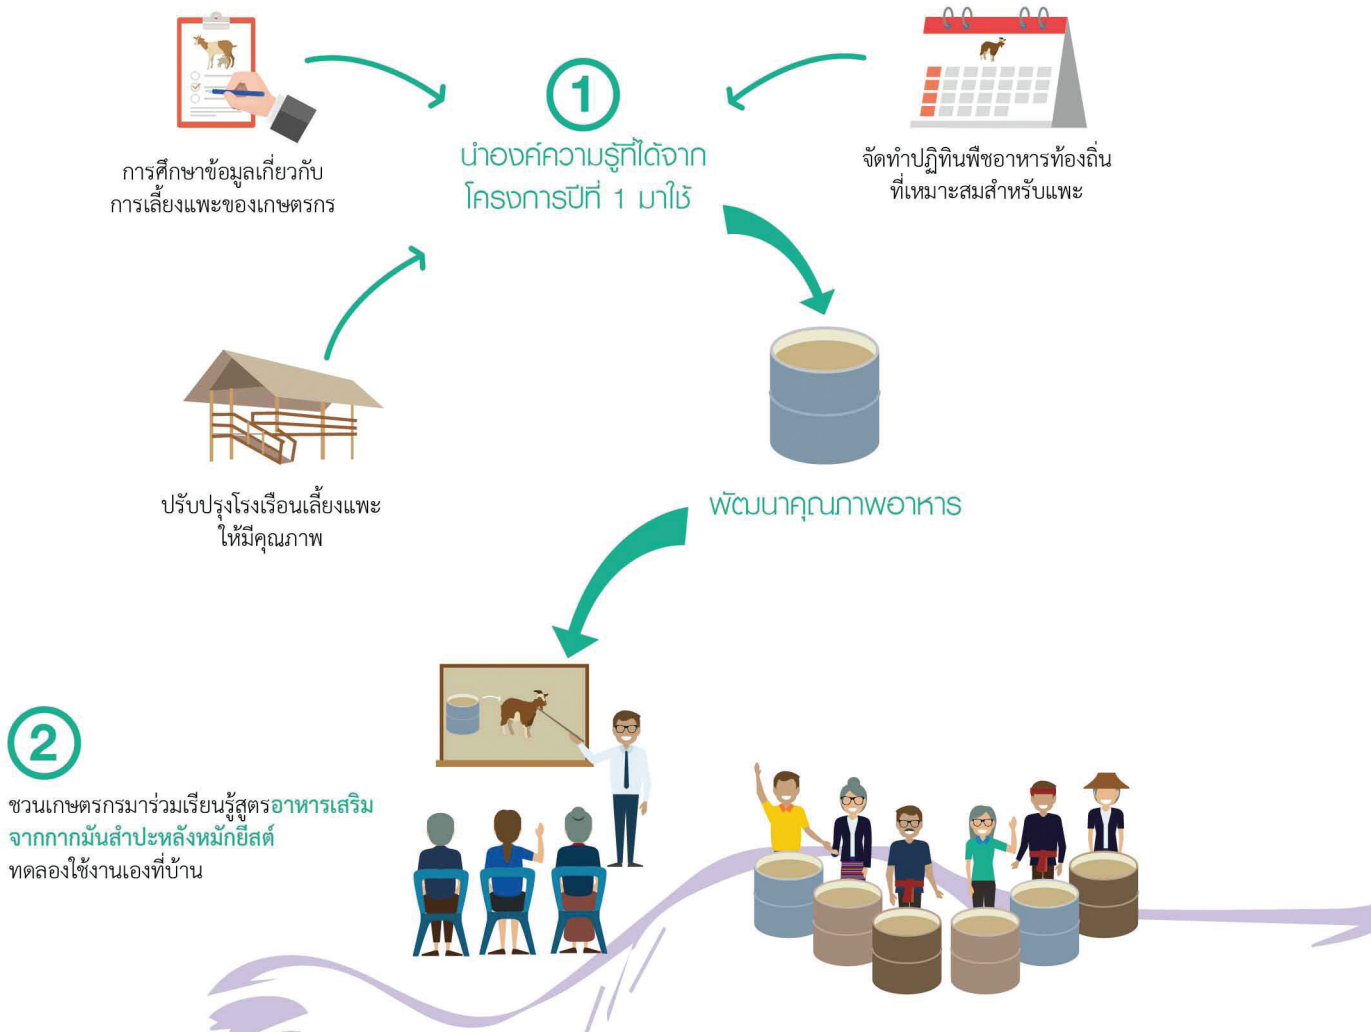 1
นำองค์ความรู้ที่ได้จาก
โครงการปีที่ 1 มาใช้
การศึกษาข้อมูลเกี่ยวกับ
การเลี้ยงแพะของเกษตรกร
จัดทำปฏิทินพืชอาหารท้องถิ่น
ที่เหมาะสมสำหรับแพะ
ปรับปรุงโรงเรือนเลี้ยงแพะ
ให้มีคุณภาพ
พัฒนาคุณภาพอาหาร
2
ชวนเกษตรกรมาร่วมเรียนรู้สูตรอาหารเสริม
จากกากมันสำปะหลังหมักยีสต์
ทดลองใช้งานเองที่บ้าน